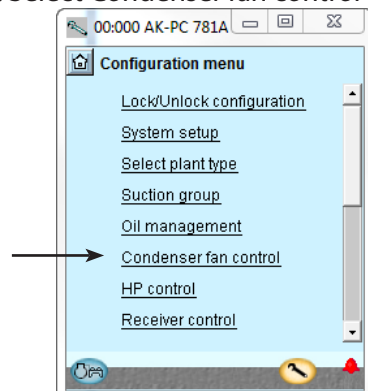 Select Condenser fan control
00:000 AK-PC 781A
Configuration menu
Lock/Unlock configuration
System setup
Select plant type
Suction group
Oil management
Condenser fan control
HP control
Receiver control